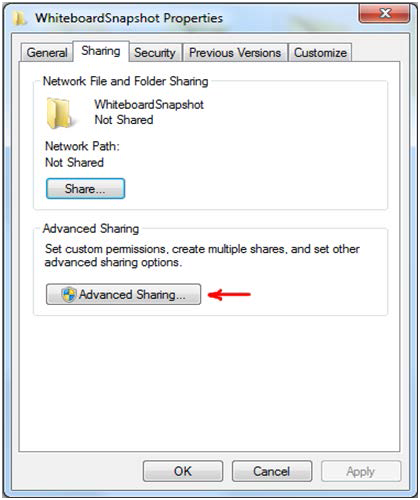 WhiteboardSnapshot Properties
General Sharing Security Previous Versions Customize
Network File and Folder Sharing
WhiteboardSnapshot
Not Shared
Network Path:
Not Shared
Share...
Advanced Sharing
Set custom permissions, create multiple shares, and set other
advanced sharing options.
Advanced Sharing...
OK Cancel Apply